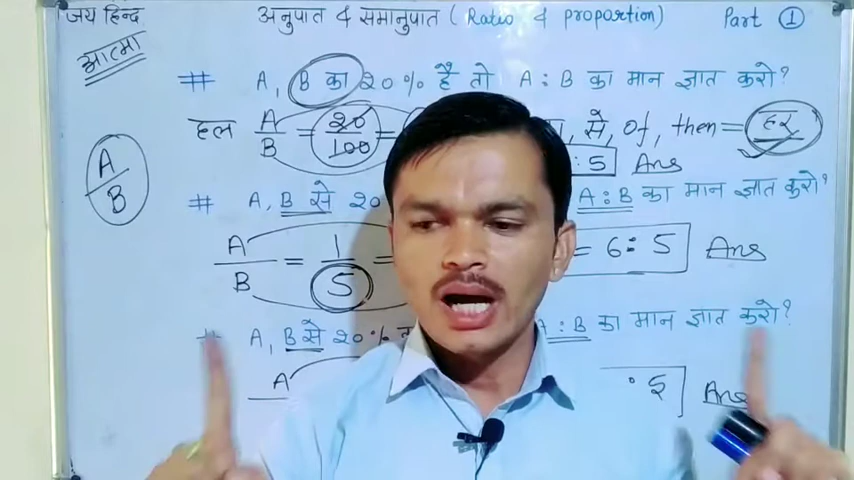 जय हिन्द अनुपात & समानुपात ( Ratio & proportion) Part 1
आत्मा
# A, B का 20% है तो A : B का मान ज्ञात करो?
हल A/B = 20/100 = , से, of, then = हर
: 5 Ans
A/B
# A, B से 20 A : B का मान ज्ञात करो?
A/B = 1/5 = = 6 : 5 Ans
# A, B से 20% A : B का मान ज्ञात करो?
A : 5 Ans